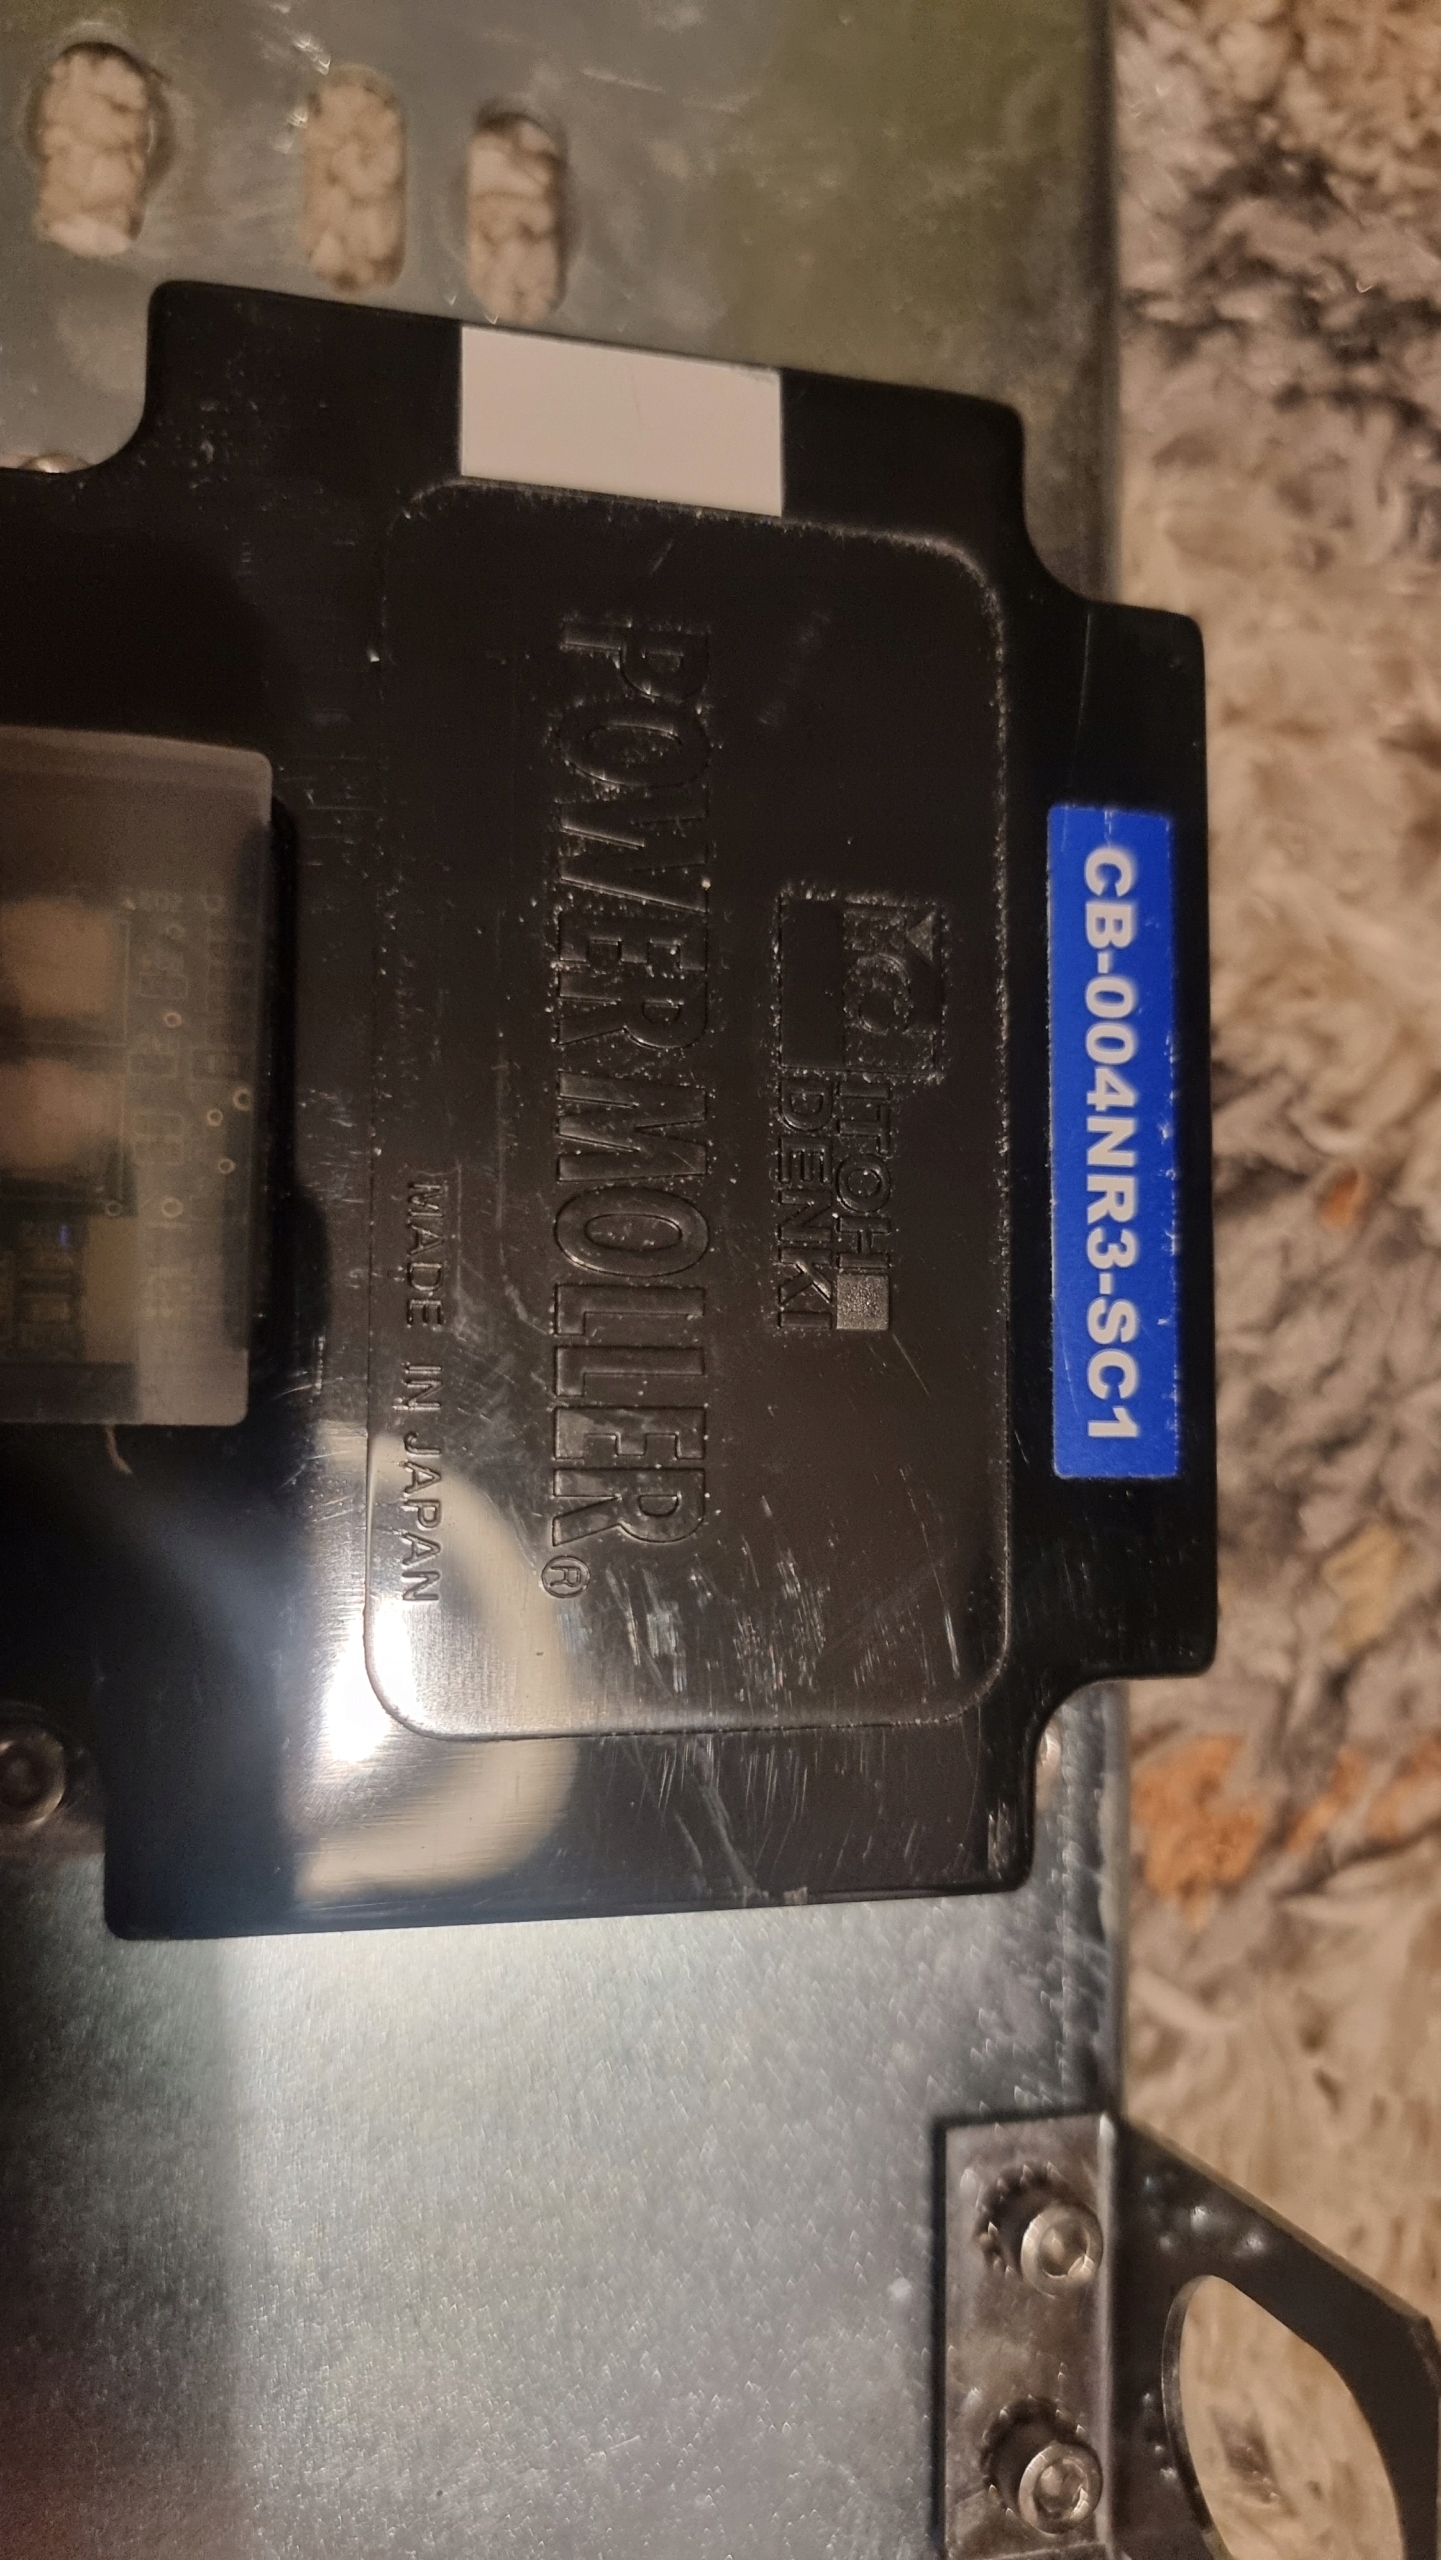 CB-004NR3-SC1
ITOH
DENKI
POWERMOLLER®
MADE IN JAPAN